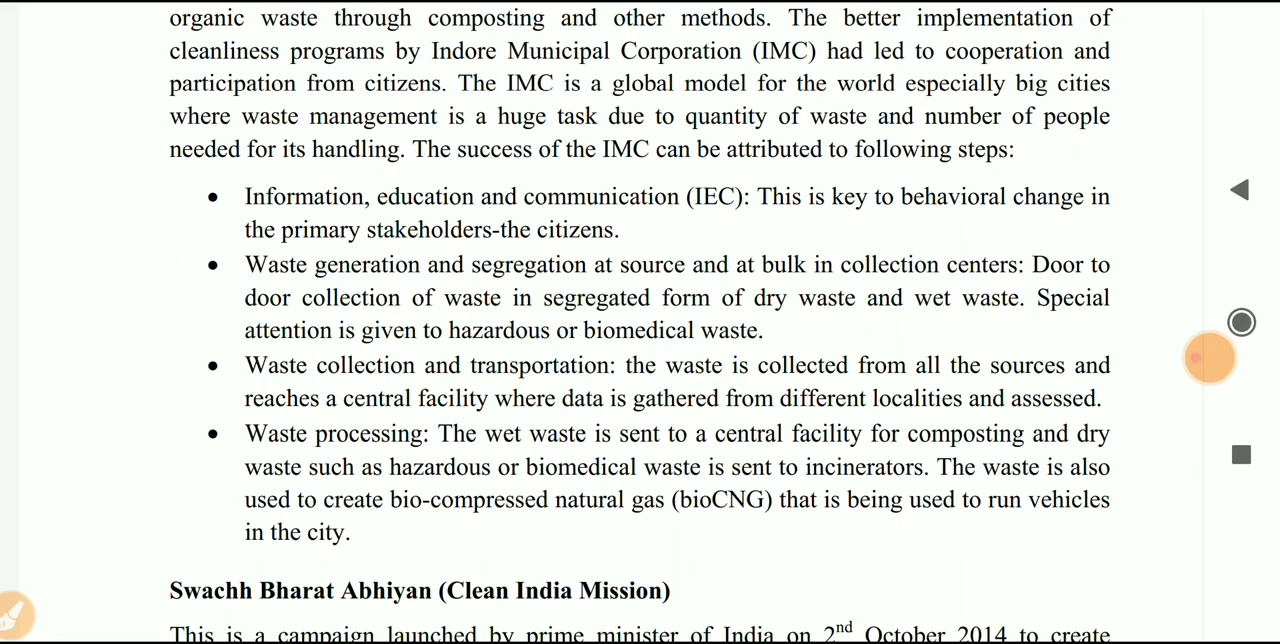 organic waste through composting and other methods. The better implementation of
cleanliness programs by Indore Municipal Corporation (IMC) had led to cooperation and
participation from citizens. The IMC is a global model for the world especially big cities
where waste management is a huge task due to quantity of waste and number of people
needed for its handling. The success of the IMC can be attributed to following steps:
• Information, education and communication (IEC): This is key to behavioral change in
the primary stakeholders-the citizens.
• Waste generation and segregation at source and at bulk in collection centers: Door to
door collection of waste in segregated form of dry waste and wet waste. Special
attention is given to hazardous or biomedical waste.
• Waste collection and transportation: the waste is collected from all the sources and
reaches a central facility where data is gathered from different localities and assessed.
• Waste processing: The wet waste is sent to a central facility for composting and dry
waste such as hazardous or biomedical waste is sent to incinerators. The waste is also
used to create bio-compressed natural gas (bioCNG) that is being used to run vehicles
in the city.
Swachh Bharat Abhiyan (Clean India Mission)
This is a campaign launched by prime minister of India on 2nd October 2014 to create